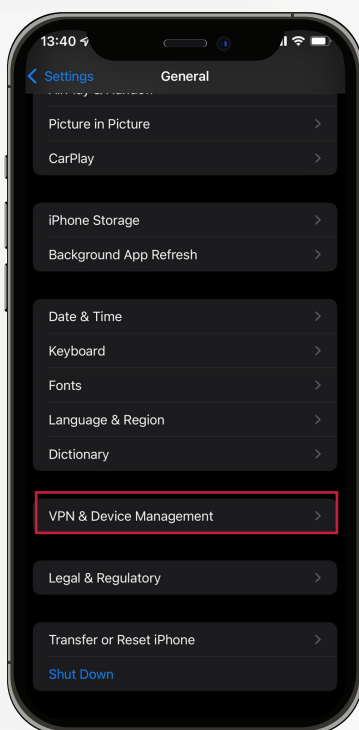 13:40
Settings
General
Picture in Picture
CarPlay
iPhone Storage
Background App Refresh
Date & Time
Keyboard
Fonts
Language & Region
Dictionary
VPN & Device Management
Legal & Regulatory
Transfer or Reset iPhone
Shut Down